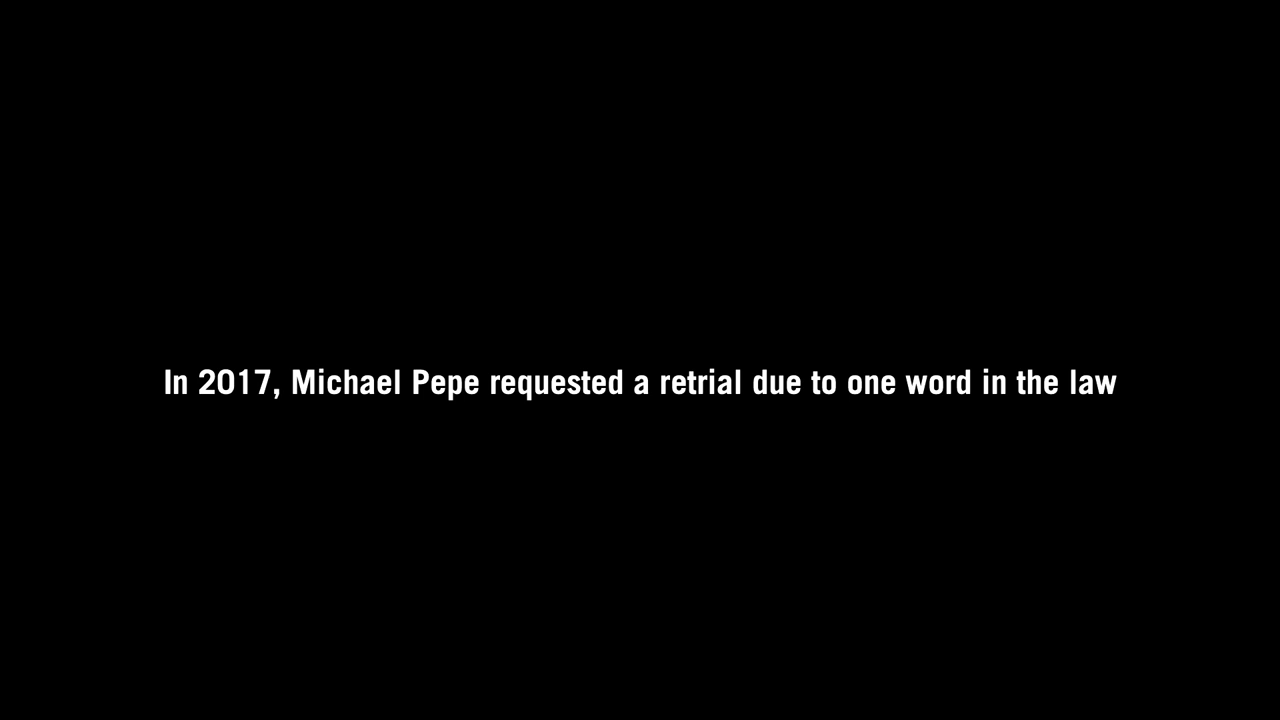 In 2017, Michael Pepe requested a retrial due to one word in the law